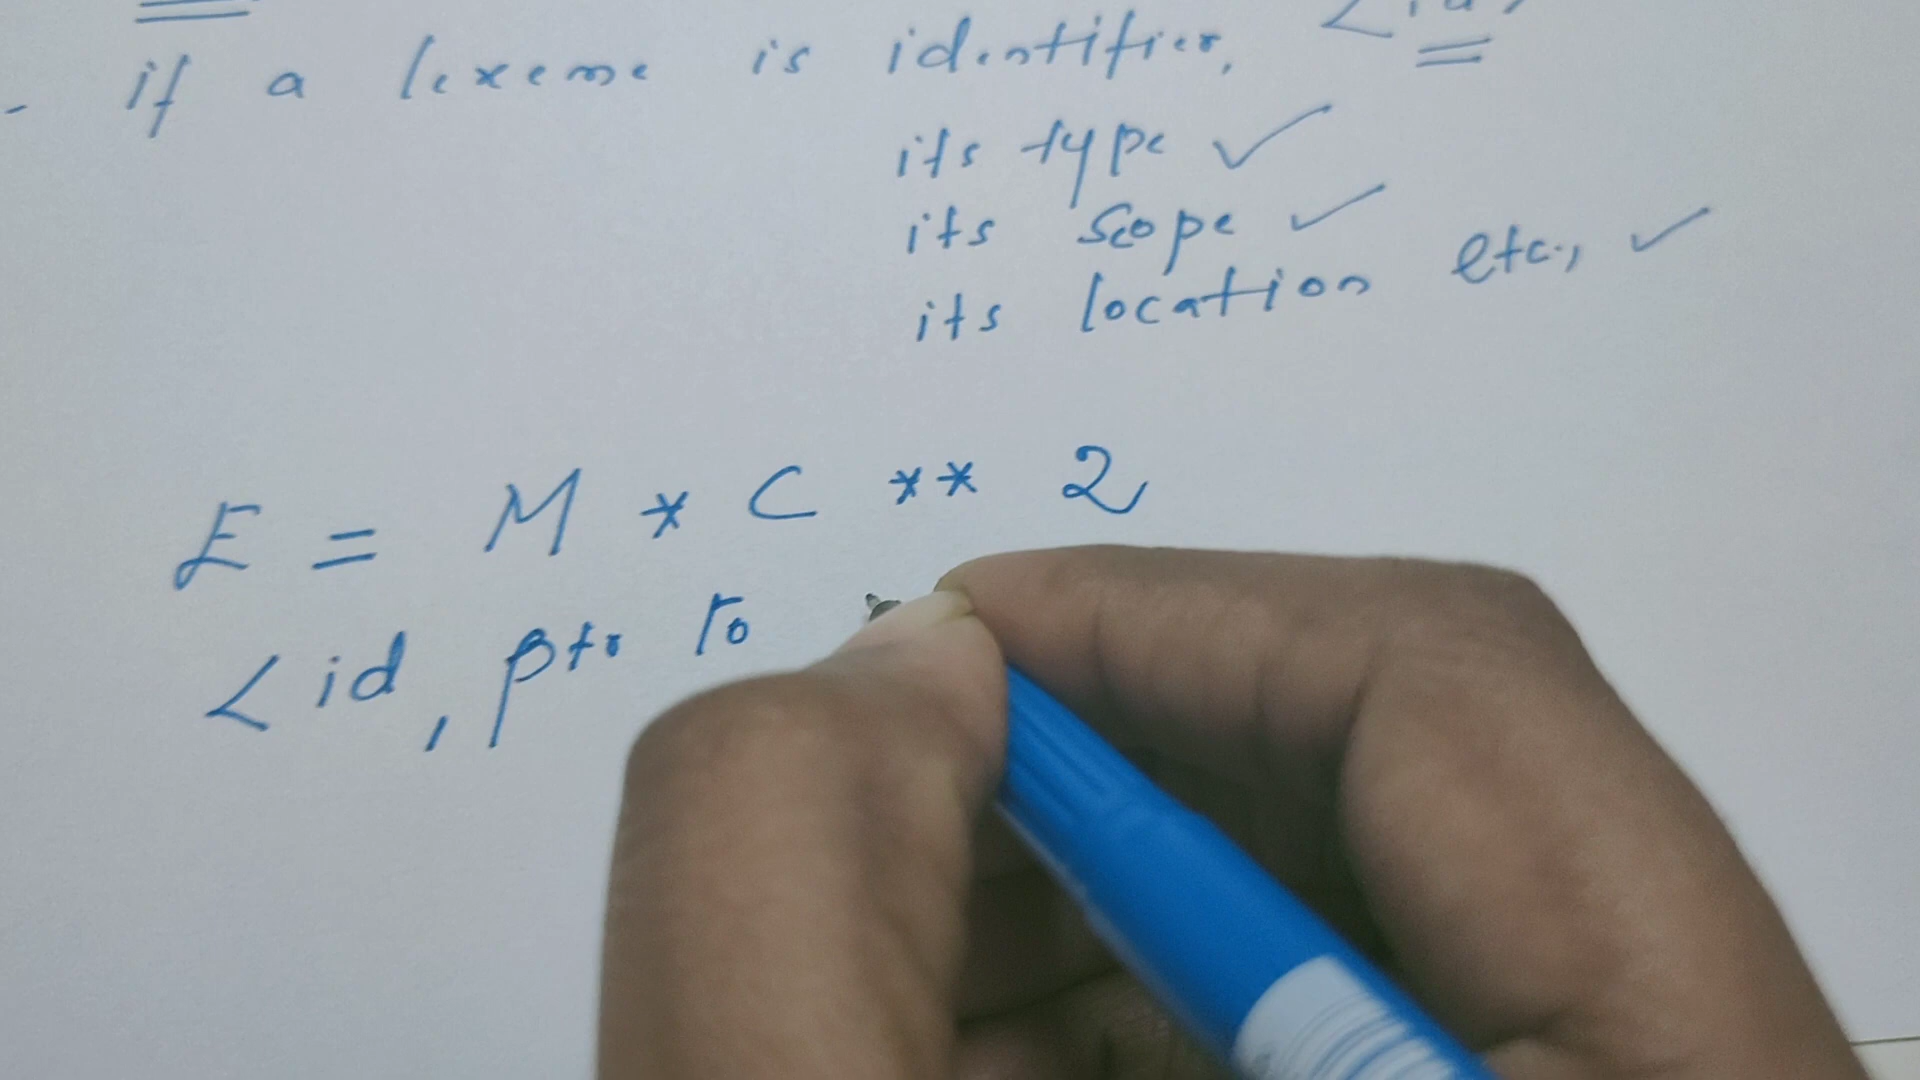 - if a lexeme is identifier, <id,
its type ✓
its scope ✓
its location etc., ✓
E = M * C ** 2
<id, ptr to